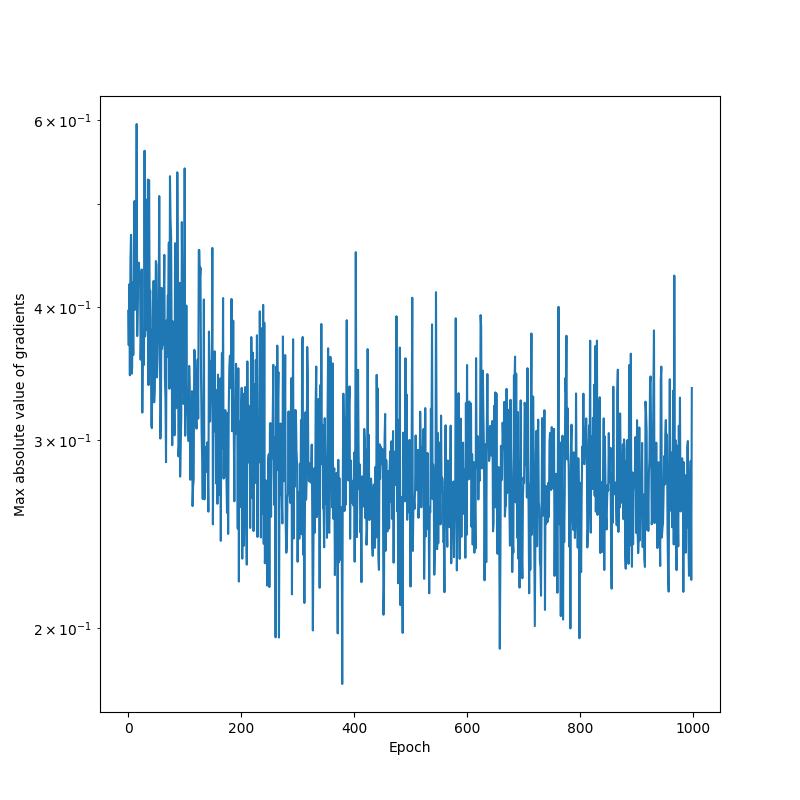 6 × 10⁻¹
4 × 10⁻¹
3 × 10⁻¹
2 × 10⁻¹
Max absolute value of gradients
0 200 400 600 800 1000
Epoch